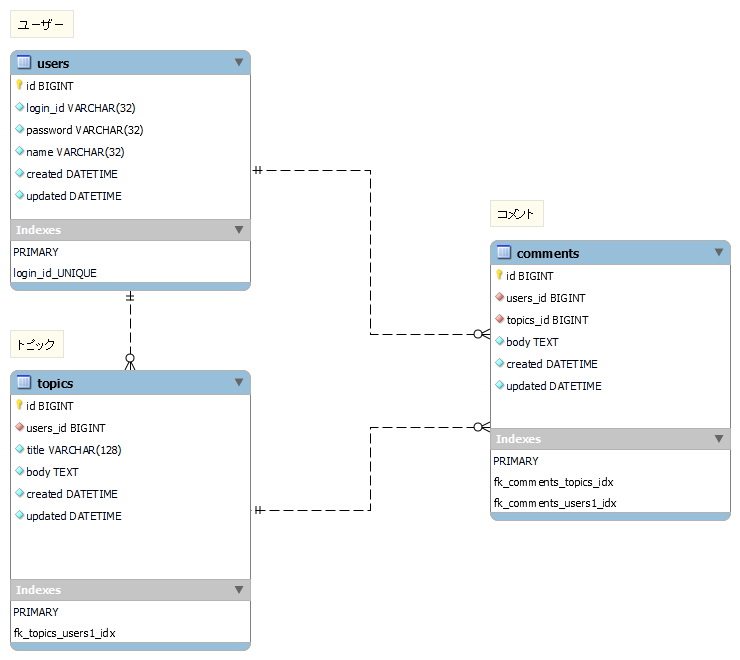 ユーザー
users
id BIGINT
login_id VARCHAR(32)
password VARCHAR(32)
name VARCHAR(32)
created DATETIME
updated DATETIME
Indexes
PRIMARY
login_id_UNIQUE
トピック
topics
id BIGINT
users_id BIGINT
title VARCHAR(128)
body TEXT
created DATETIME
updated DATETIME
Indexes
PRIMARY
fk_topics_users1_idx
コメント
comments
id BIGINT
users_id BIGINT
topics_id BIGINT
body TEXT
created DATETIME
updated DATETIME
Indexes
PRIMARY
fk_comments_topics_idx
fk_comments_users1_idx